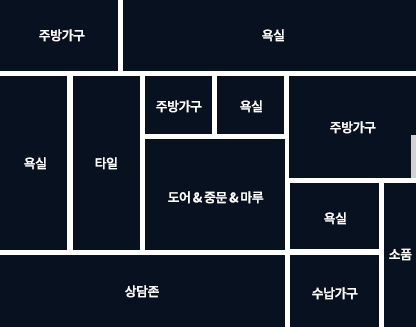 주방가구
욕실
욕실
타일
주방가구
욕실
주방가구
도어 & 중문 & 마루
욕실
소품
상담존
수납가구